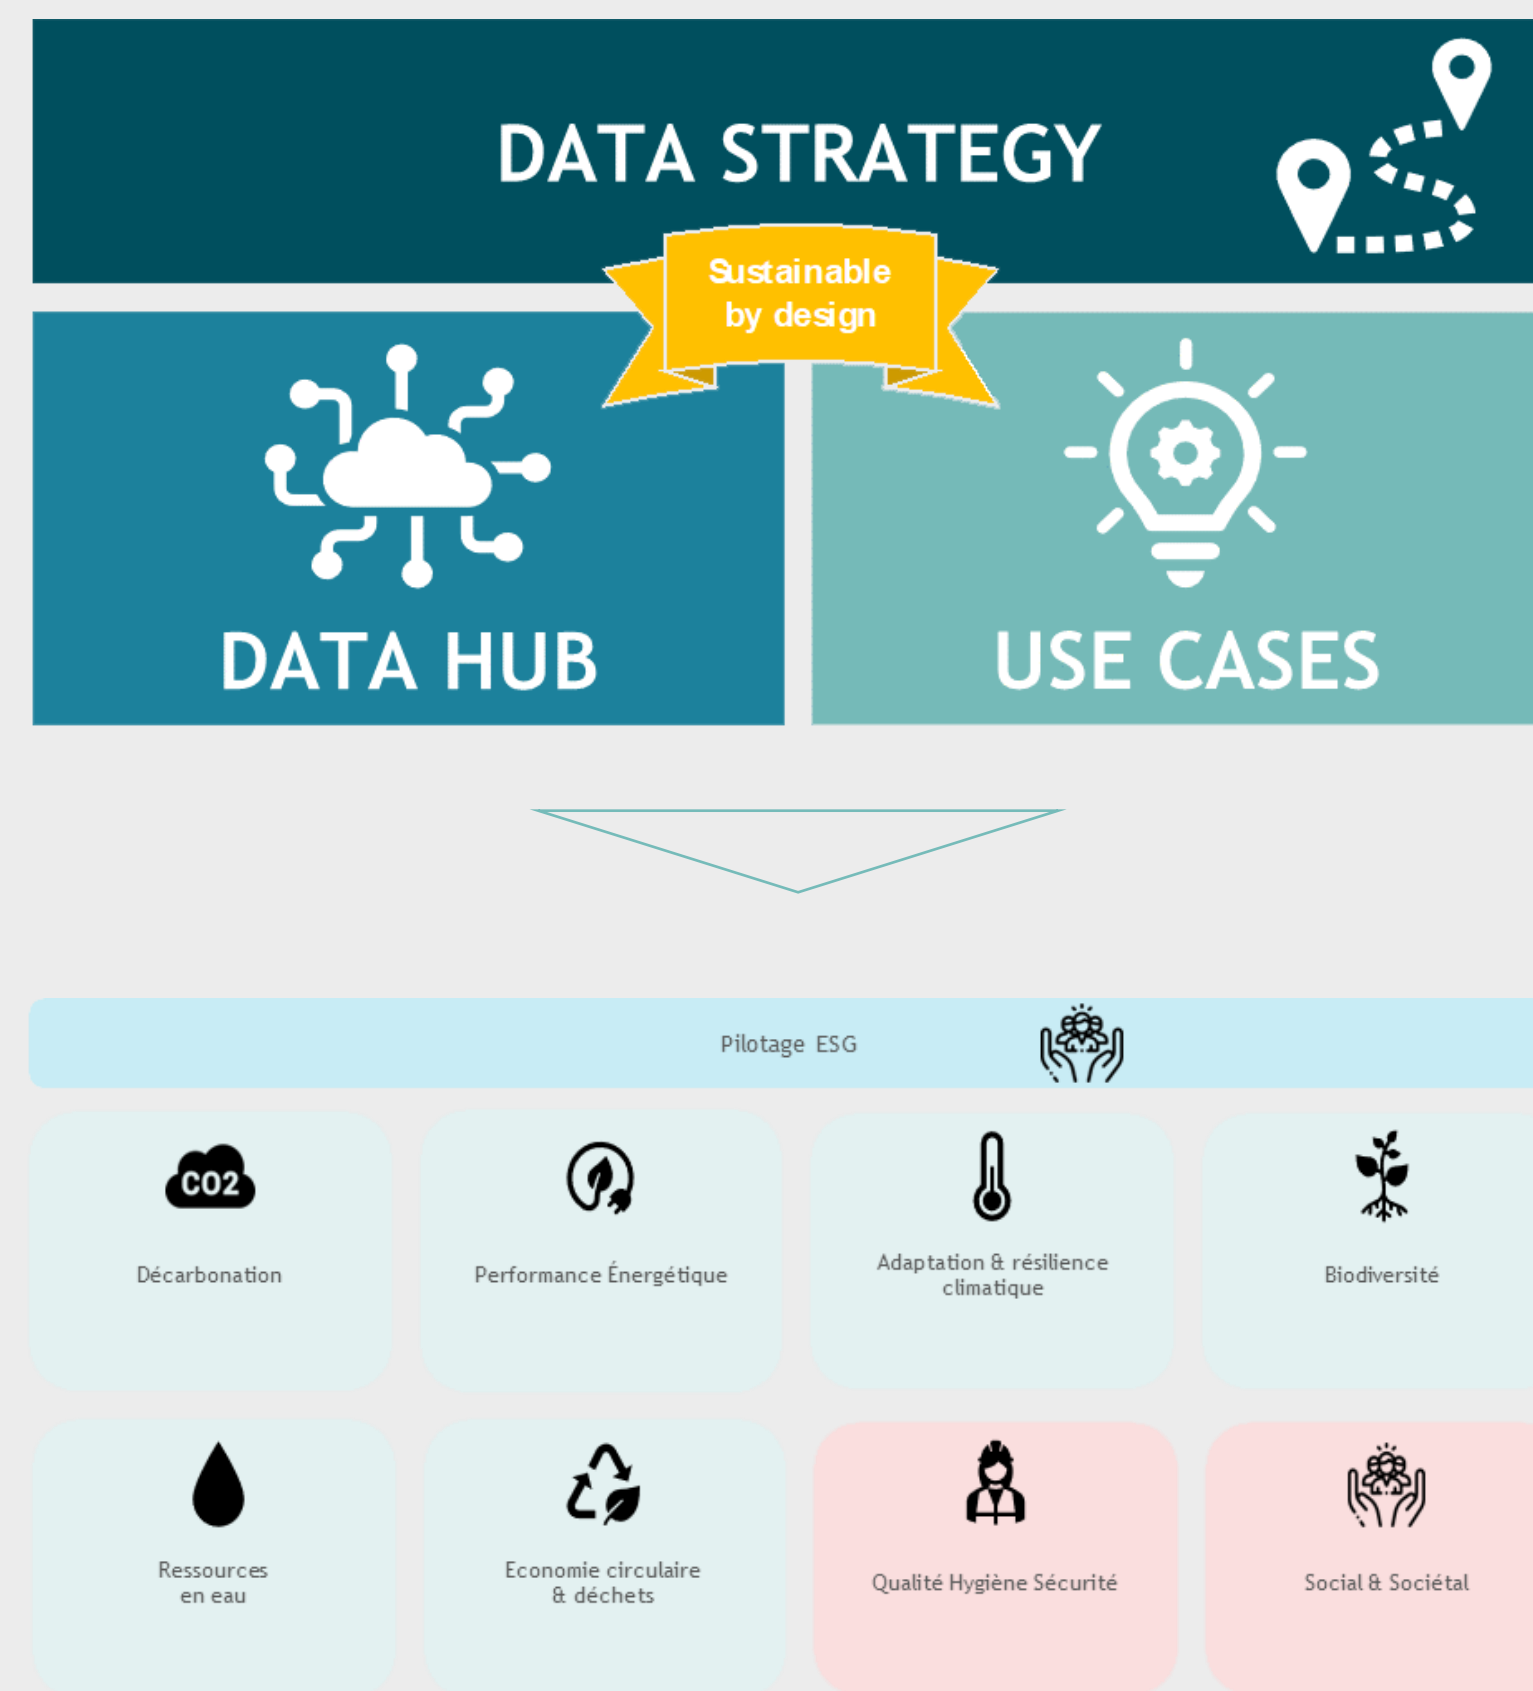 DATA STRATEGY
Sustainable
by design
DATA HUB
USE CASES
Pilotage ESG
CO2
Décarbonation
Performance Énergétique
Adaptation & résilience
climatique
Biodiversité
Ressources
en eau
Economie circulaire
& déchets
Qualité Hygiène Sécurité
Social & Sociétal